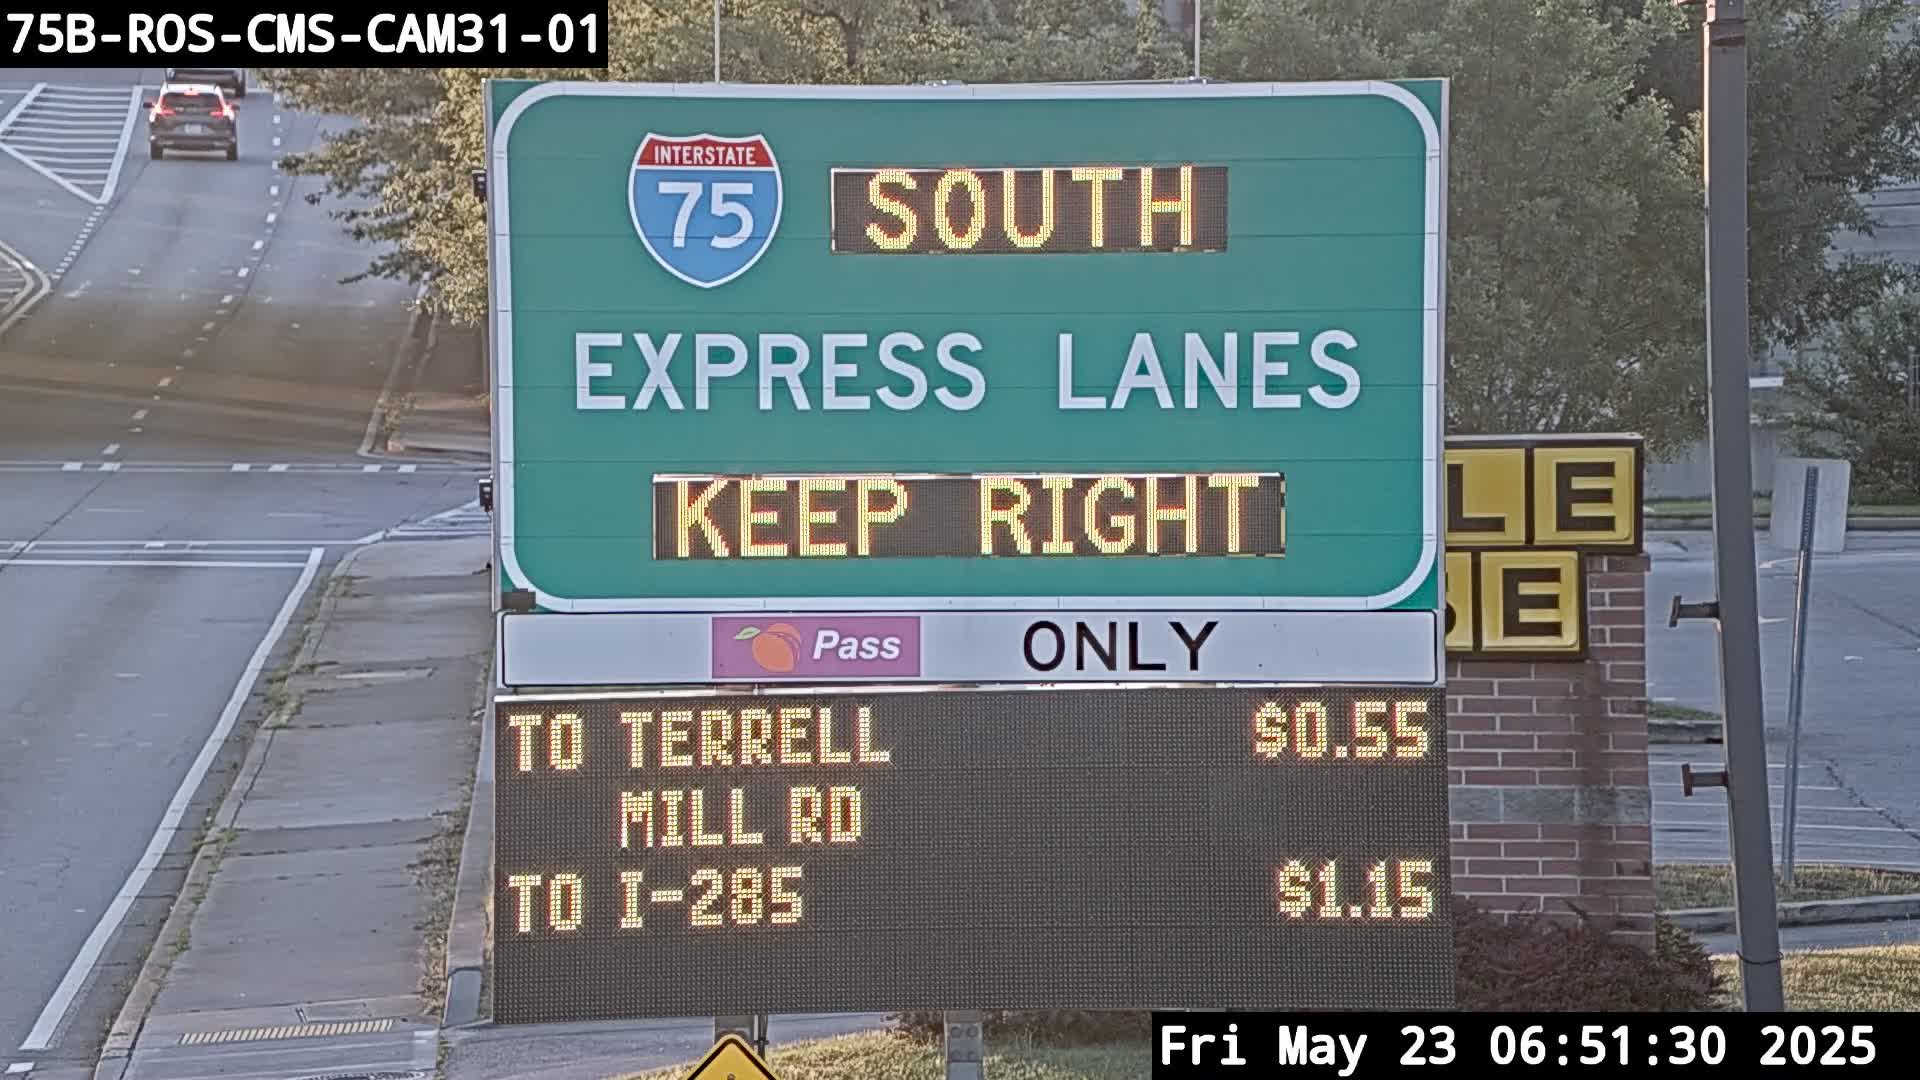 75B-ROS-CMS-CAM31-01
INTERSTATE
75
SOUTH
EXPRESS LANES
KEEP RIGHT
Pass ONLY
TO TERRELL $0.55
MILL RD
TO I-285 $1.15
LE
E
Fri May 23 06:51:30 2025